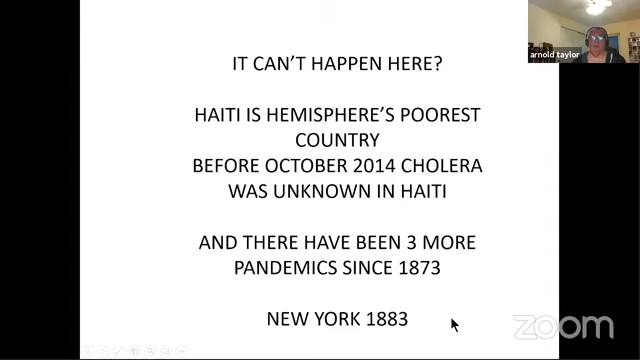 arnold taylor
IT CAN'T HAPPEN HERE?
HAITI IS HEMISPHERE'S POOREST
COUNTRY
BEFORE OCTOBER 2014 CHOLERA
WAS UNKNOWN IN HAITI
AND THERE HAVE BEEN 3 MORE
PANDEMICS SINCE 1873
NEW YORK 1883
zoom